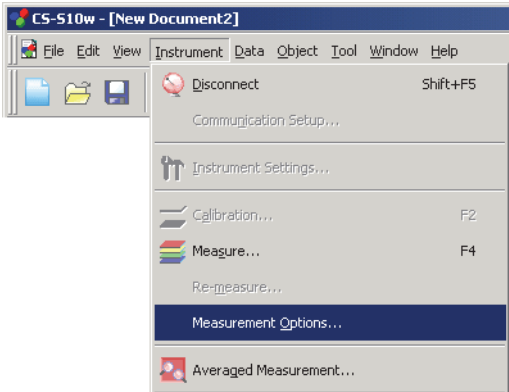 CS-S10w - [New Document2]
File Edit View Instrument Data Object Tool Window Help
Disconnect Shift+F5
Communication Setup...
Instrument Settings...
Calibration... F2
Measure... F4
Re-measure...
Measurement Options...
Averaged Measurement...